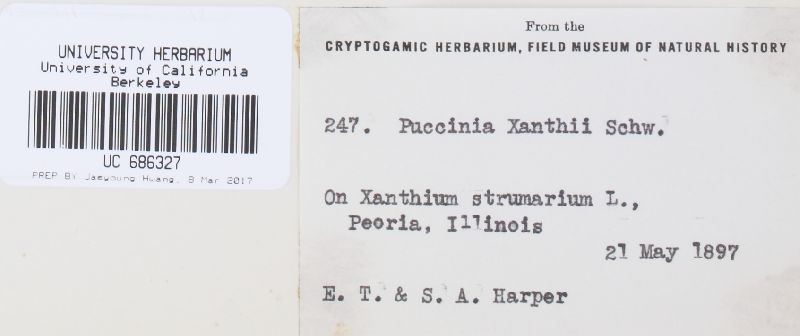 UNIVERSITY HERBARIUM
University of California
Berkeley
UC 686327
PREP BY Jaeyoung Hwang, 8 Mar 2017
From the
CRYPTOGAMIC HERBARIUM, FIELD MUSEUM OF NATURAL HISTORY
247. Puccinia Xanthii Schw.
On Xanthium strumarium L.,
Peoria, Illinois
21 May 1897
E. T. & S. A. Harper